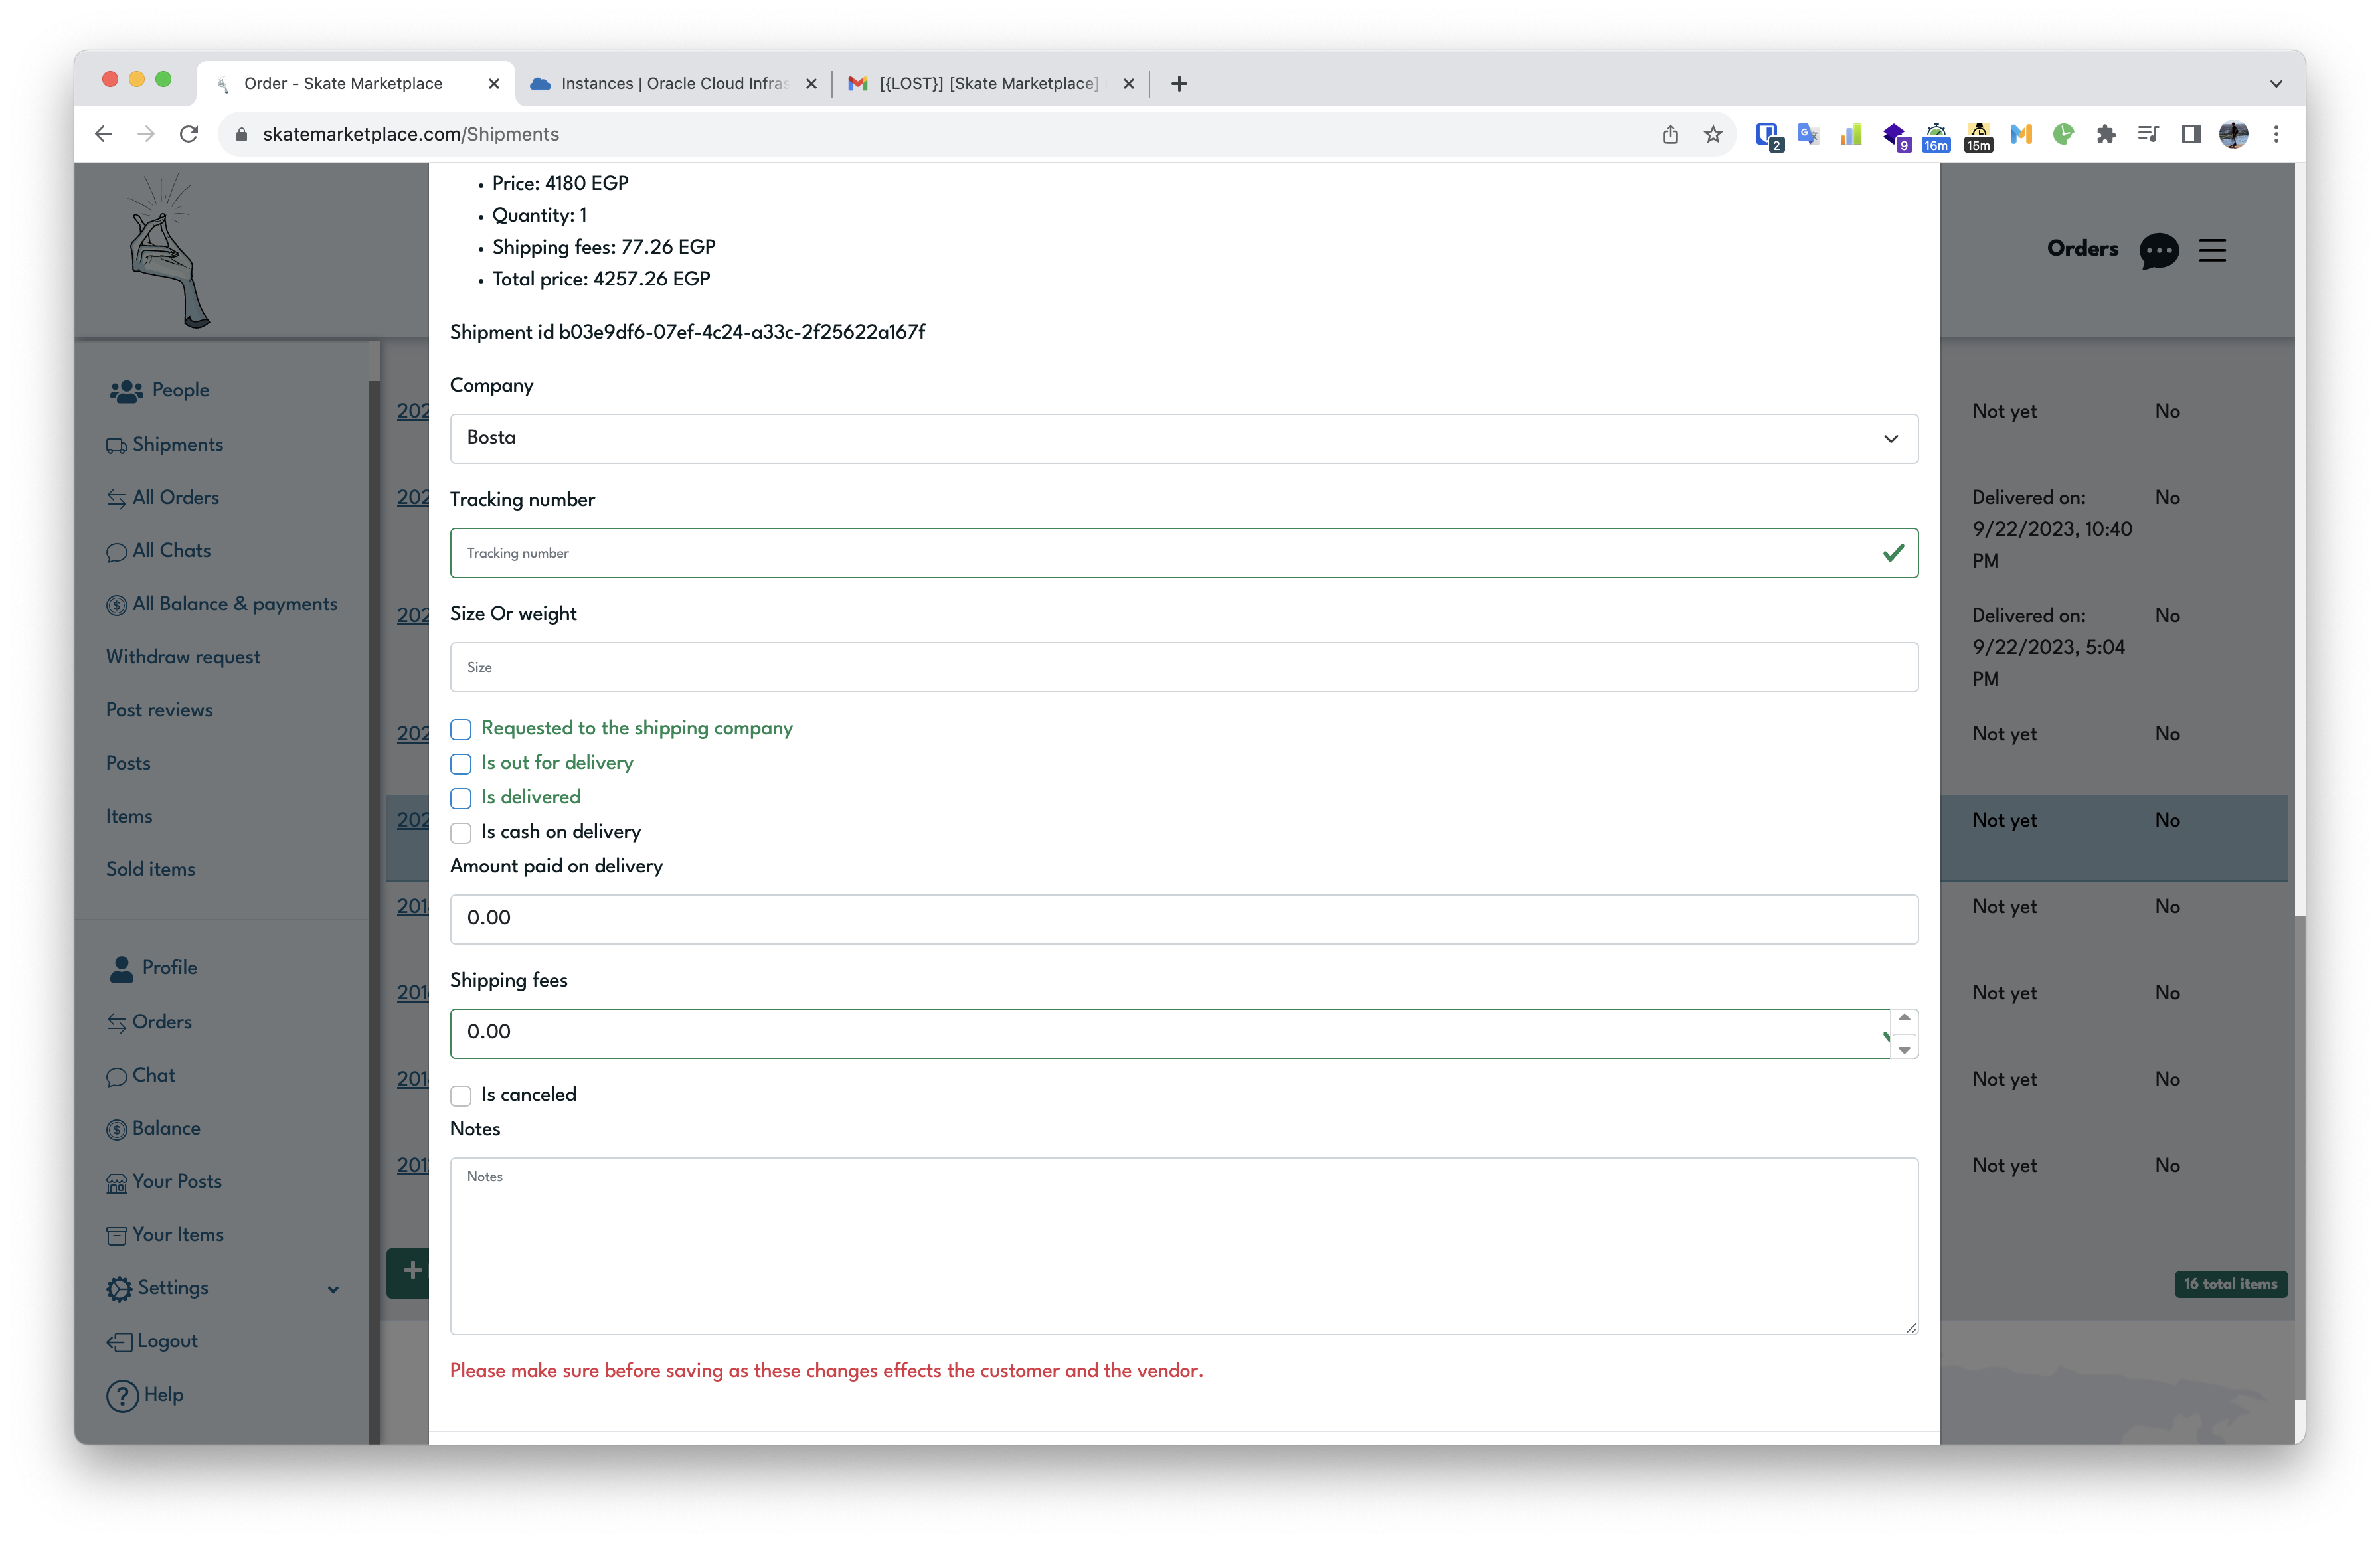 Order - Skate Marketplace
Instances | Oracle Cloud Infras
[{LOST}] [Skate Marketplace]
skatemarketplace.com/Shipments
2
9
16m
15m
Price: 4180 EGP
Quantity: 1
Shipping fees: 77.26 EGP
Total price: 4257.26 EGP
Orders
Shipment id b03e9df6-07ef-4c24-a33c-2f25622a167f
Company
Bosta
Tracking number
Tracking number
Size Or weight
Size
Requested to the shipping company
Is out for delivery
Is delivered
Is cash on delivery
Amount paid on delivery
0.00
Shipping fees
0.00
Is canceled
Notes
Notes
Please make sure before saving as these changes effects the customer and the vendor.
People
Shipments
All Orders
All Chats
All Balance & payments
Withdraw request
Post reviews
Posts
Items
Sold items
Profile
Orders
Chat
Balance
Your Posts
Your Items
Settings
Logout
Help
202
202
202
202
202
201
201
201
201
Not yet No
Delivered on: No
9/22/2023, 10:40
PM
Delivered on: No
9/22/2023, 5:04
PM
Not yet No
Not yet No
Not yet No
Not yet No
Not yet No
Not yet No
16 total items